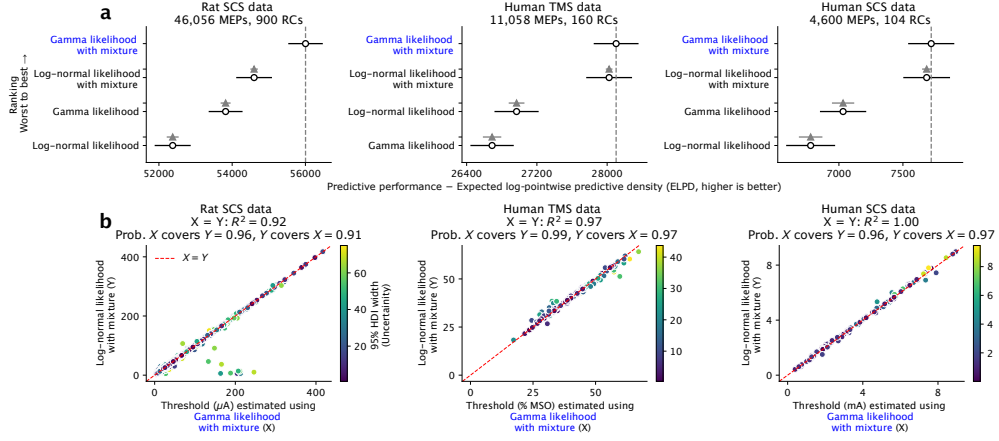 a
Rat SCS data
46,056 MEPs, 900 RCs
Human TMS data
11,058 MEPs, 160 RCs
Human SCS data
4,600 MEPs, 104 RCs
Ranking
Worst to best →
Gamma likelihood
with mixture
Log−normal likelihood
with mixture
Gamma likelihood
Log−normal likelihood
Gamma likelihood
with mixture
Log−normal likelihood
with mixture
Log−normal likelihood
Gamma likelihood
Gamma likelihood
with mixture
Log−normal likelihood
with mixture
Gamma likelihood
Log−normal likelihood
52000 54000 56000
26400 27200 28000
7000 7500
Predictive performance − Expected log-pointwise predictive density (ELPD, higher is better)
b
Rat SCS data
X = Y: R² = 0.92
Prob. X covers Y = 0.96, Y covers X = 0.91
Human TMS data
X = Y: R² = 0.97
Prob. X covers Y = 0.99, Y covers X = 0.97
Human SCS data
X = Y: R² = 1.00
Prob. X covers Y = 0.96, Y covers X = 0.97
Log−normal likelihood
with mixture (Y)
400
200
0
X = Y
0 200 400
Threshold (µA) estimated using
Gamma likelihood
with mixture (X)
60
40
20
95% HDI width
(Uncertainty)
Log−normal likelihood
with mixture (Y)
50
25
0
0 25 50
Threshold (% MSO) estimated using
Gamma likelihood
with mixture (X)
40
30
20
10
Log−normal likelihood
with mixture (Y)
8
4
0
0 4 8
Threshold (mA) estimated using
Gamma likelihood
with mixture (X)
8
6
4
2